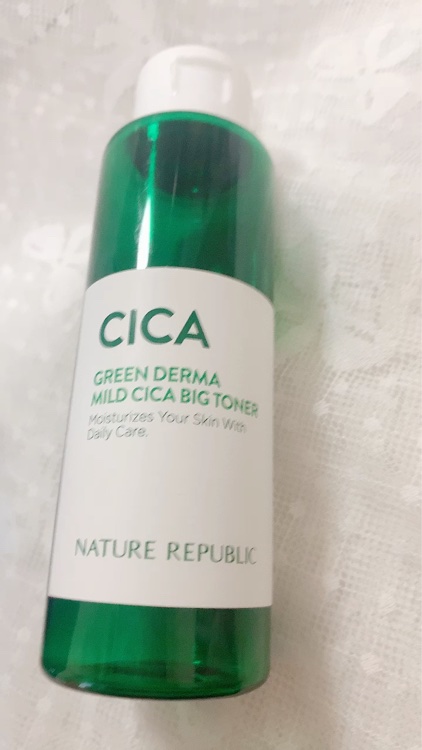 CICA
GREEN DERMA
MILD CICA BIG TONER
Moisturizes Your Skin With
Daily Care.
NATURE REPUBLIC